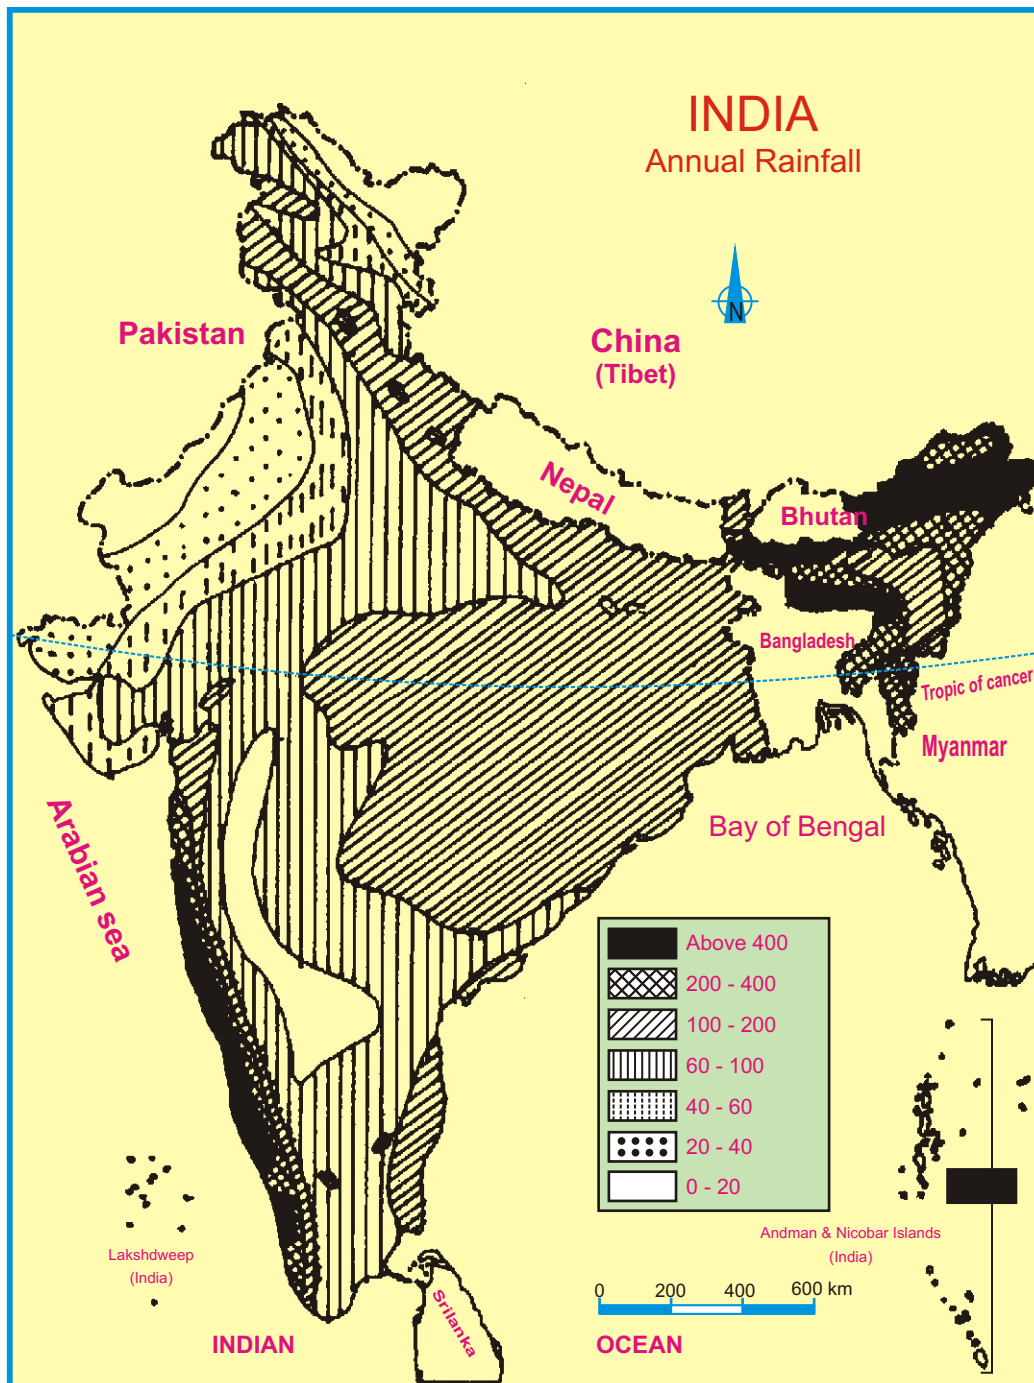 INDIA
Annual Rainfall
N
Pakistan
China
(Tibet)
Nepal
Bhutan
Bangladesh
Tropic of cancer
Myanmar
Arabian sea
Bay of Bengal
Above 400
200 - 400
100 - 200
60 - 100
40 - 60
20 - 40
0 - 20
Lakshdweep
(India)
Andman & Nicobar Islands
(India)
0 200 400 600 km
Srilanka
INDIAN OCEAN